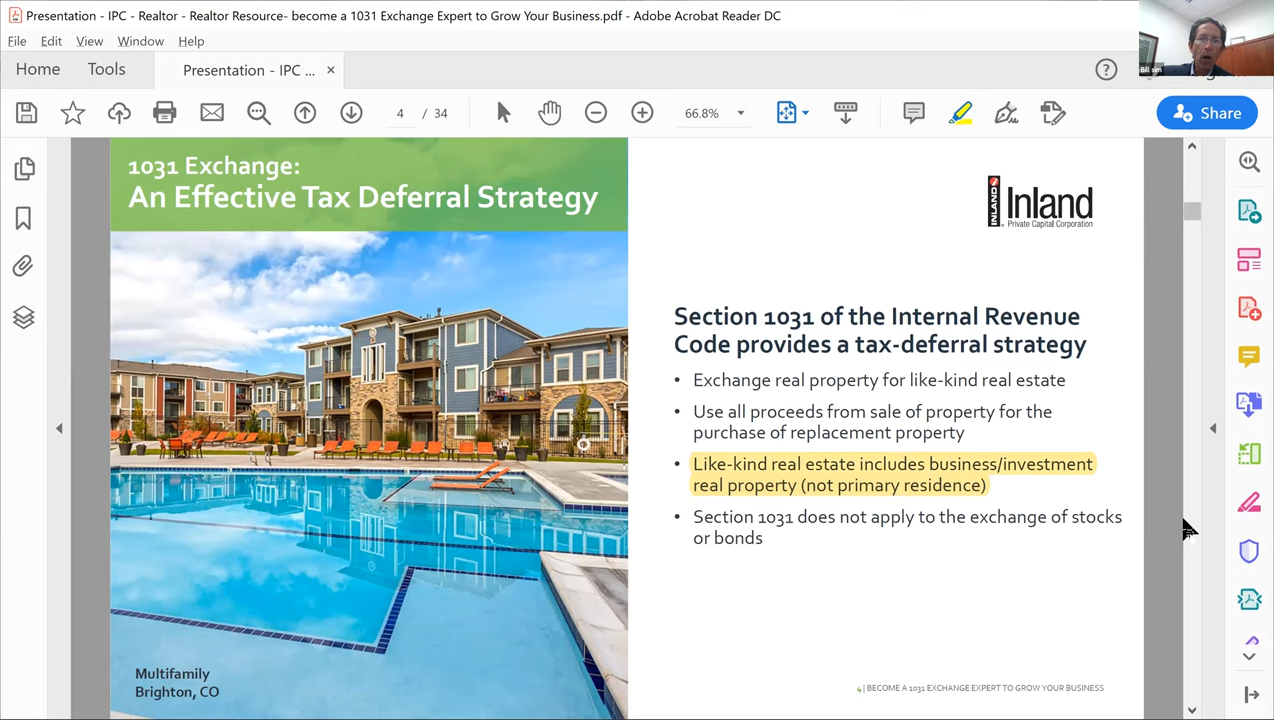 Presentation - IPC - Realtor - Realtor Resource- become a 1031 Exchange Expert to Grow Your Business.pdf - Adobe Acrobat Reader DC
File Edit View Window Help
Home Tools Presentation - IPC ... ×
4 / 34 66.8% Share
Bill sim
1031 Exchange:
An Effective Tax Deferral Strategy
INLAND Inland
Private Capital Corporation
Section 1031 of the Internal Revenue
Code provides a tax-deferral strategy
• Exchange real property for like-kind real estate
• Use all proceeds from sale of property for the
purchase of replacement property
• Like-kind real estate includes business/investment
real property (not primary residence)
• Section 1031 does not apply to the exchange of stocks
or bonds
Multifamily
Brighton, CO
4 | BECOME A 1031 EXCHANGE EXPERT TO GROW YOUR BUSINESS